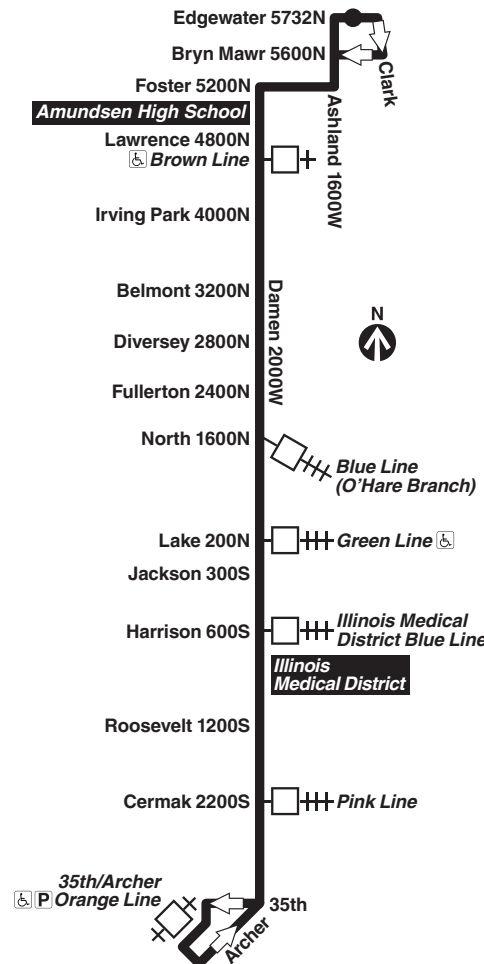 Edgewater 5732N
Bryn Mawr 5600N
Clark
Foster 5200N
Amundsen High School
Ashland 1600W
Lawrence 4800N
Brown Line
Irving Park 4000N
Belmont 3200N
Damen 2000W
N
Diversey 2800N
Fullerton 2400N
North 1600N
Blue Line
(O'Hare Branch)
Lake 200N
Green Line
Jackson 300S
Harrison 600S
Illinois Medical
District Blue Line
Illinois
Medical District
Roosevelt 1200S
Cermak 2200S
Pink Line
35th/Archer
P Orange Line
35th
Archer